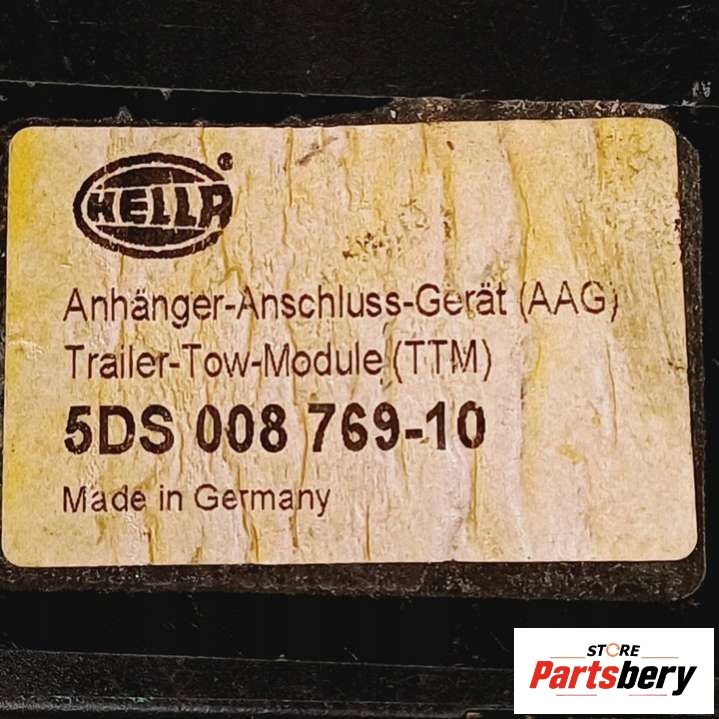 HELLA ®
Anhänger-Anschluss-Gerät (AAG)
Trailer-Tow-Module (TTM)
5DS 008 769-10
Made in Germany
STORE
Partsbery